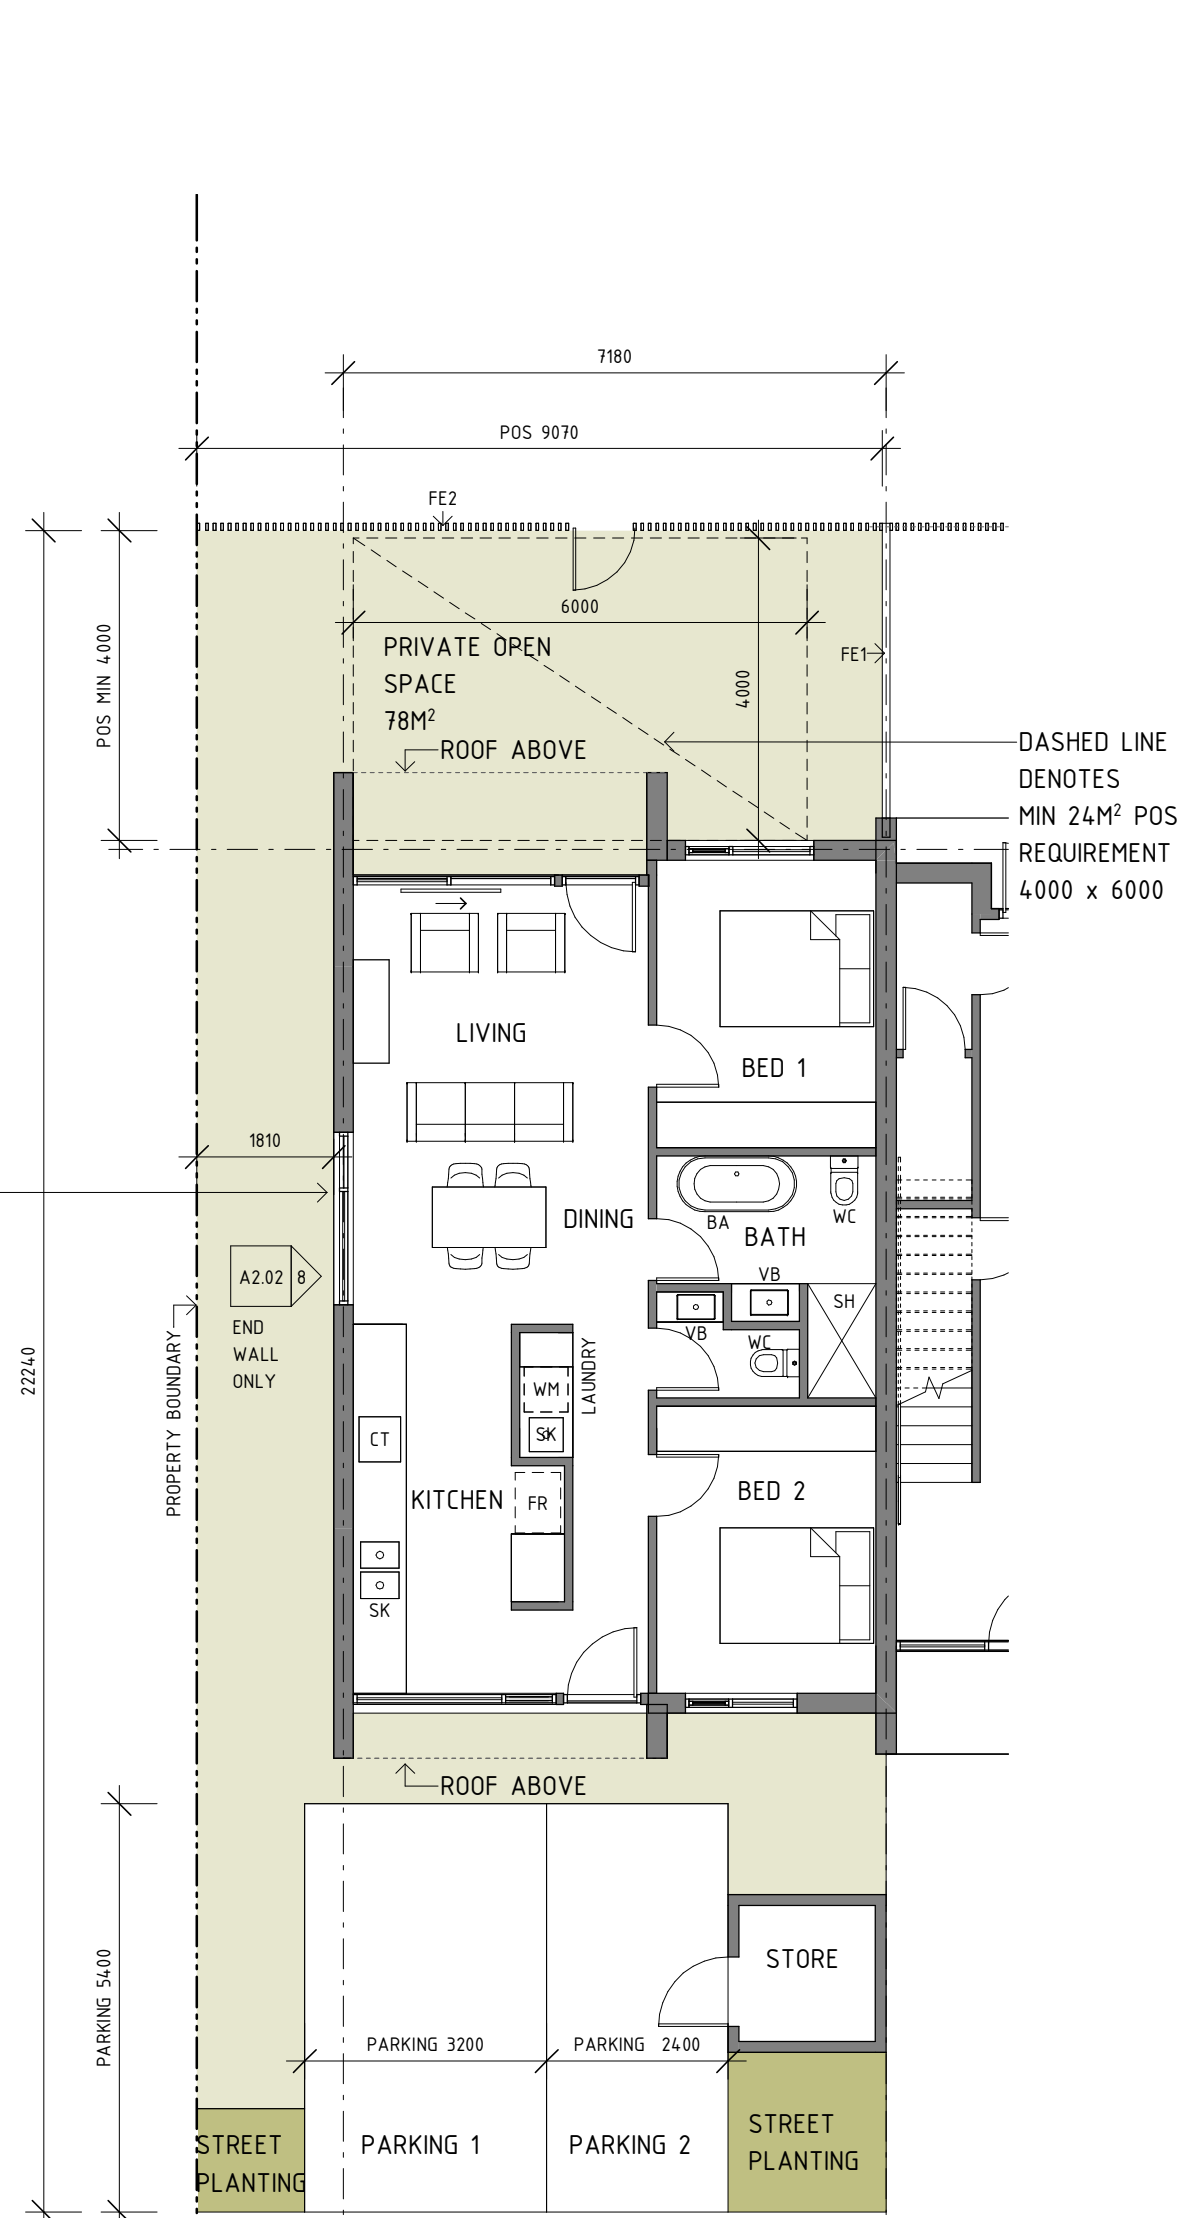 7180
POS 9070
FE2
6000
POS MIN 4000
PRIVATE OPEN
SPACE
78M²
FE1
4000
ROOF ABOVE
DASHED LINE
DENOTES
MIN 24M² POS
REQUIREMENT
4000 x 6000
LIVING
BED 1
1810
DINING
BA
WC
BATH
A2.02
8
VB
SH
END
WALL
ONLY
VB
WC
PROPERTY BOUNDARY
22240
LAUNDRY
WM
CT
SK
KITCHEN
FR
BED 2
SK
ROOF ABOVE
PARKING 5400
STORE
PARKING 3200
PARKING 2400
STREET
PLANTING
PARKING 1
PARKING 2
STREET
PLANTING